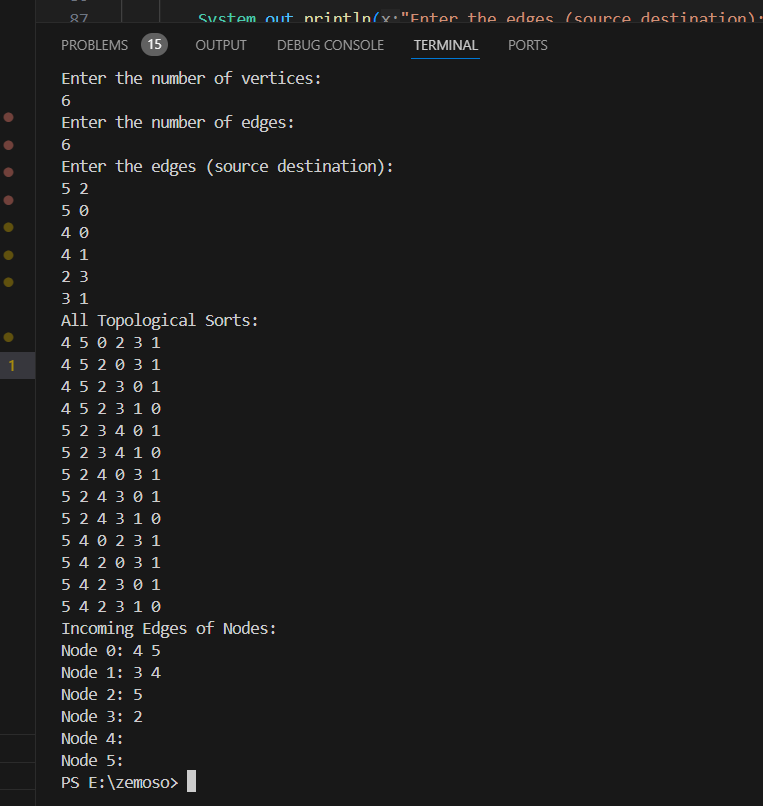 87 System.out.println(x:"Enter the edges (source destination):
PROBLEMS 15 OUTPUT DEBUG CONSOLE TERMINAL PORTS
Enter the number of vertices:
6
Enter the number of edges:
6
Enter the edges (source destination):
5 2
5 0
4 0
4 1
2 3
3 1
All Topological Sorts:
4 5 0 2 3 1
4 5 2 0 3 1
4 5 2 3 0 1
4 5 2 3 1 0
5 2 3 4 0 1
5 2 3 4 1 0
5 2 4 0 3 1
5 2 4 3 0 1
5 2 4 3 1 0
5 4 0 2 3 1
5 4 2 0 3 1
5 4 2 3 0 1
5 4 2 3 1 0
Incoming Edges of Nodes:
Node 0: 4 5
Node 1: 3 4
Node 2: 5
Node 3: 2
Node 4:
Node 5:
PS E:\zemoso>
1